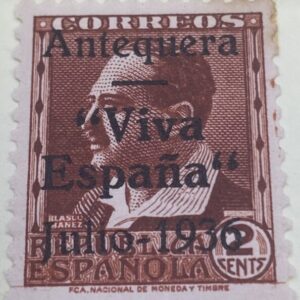 CORREOS
Antequera
"Viva
España"
BLASCO
IBAÑEZ
Julio-1936
REPUBLICA
ESPAÑOLA
2
CENTS
FCA. NACIONAL DE MONEDA Y TIMBRE